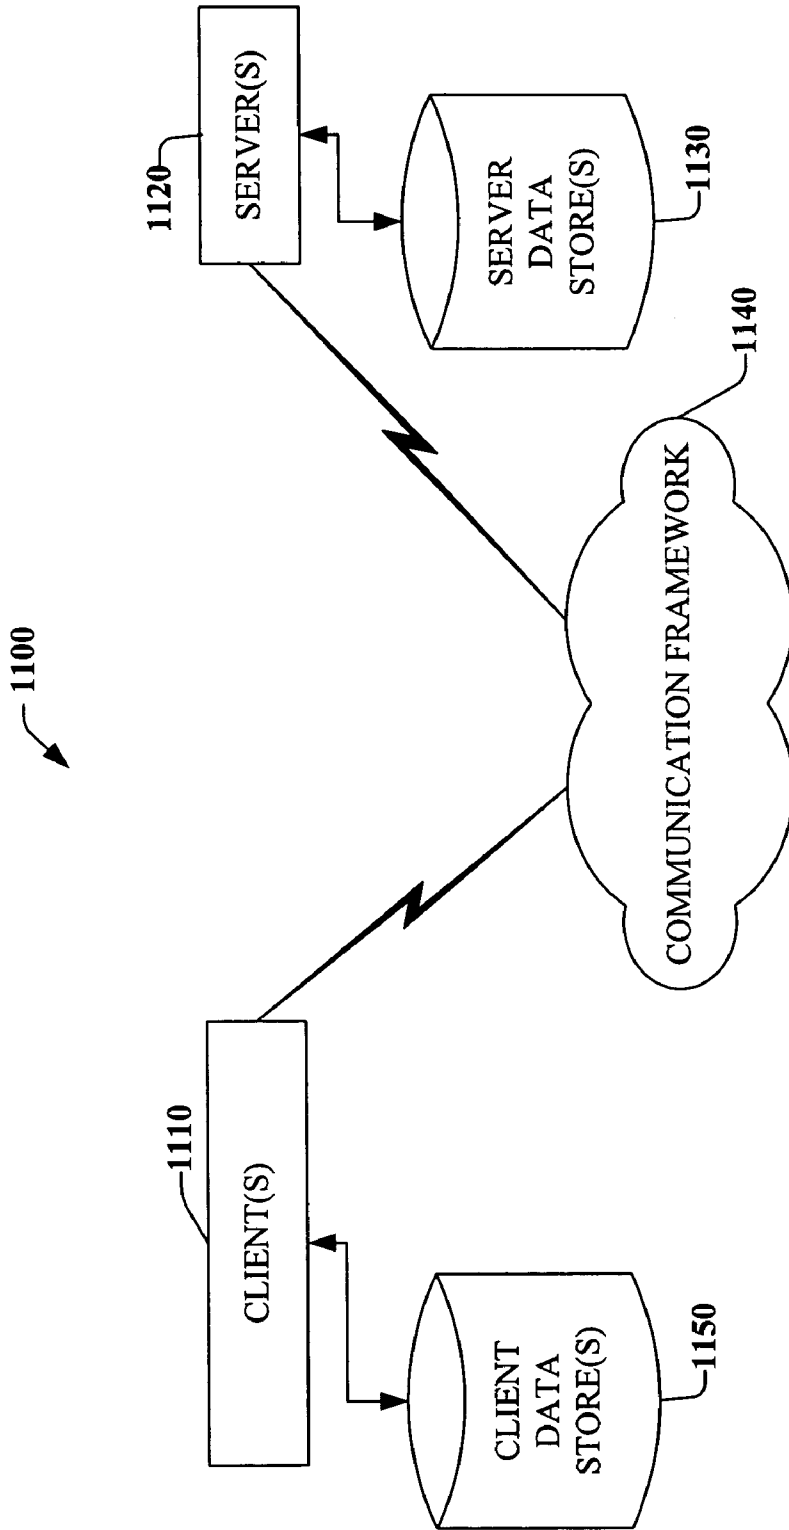 1100
1110
CLIENT(S)
1120
SERVER(S)
CLIENT
DATA
STORE(S)
1150
SERVER
DATA
STORE(S)
1130
1140
COMMUNICATION FRAMEWORK